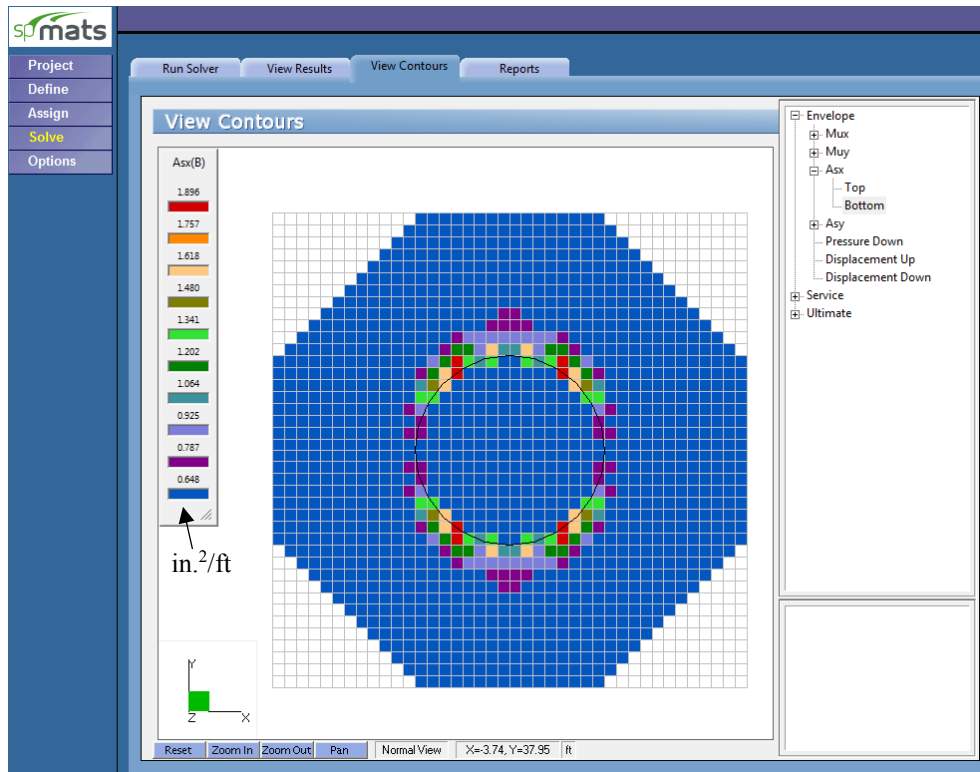 spmats
Project
Define
Assign
Solve
Options
Run Solver
View Results
View Contours
Reports
View Contours
Asx(B)
1.896
1.757
1.618
1.480
1.341
1.202
1.064
0.925
0.787
0.648
in.²/ft
Envelope
Mux
Muy
Asx
Top
Bottom
Asy
Pressure Down
Displacement Up
Displacement Down
Service
Ultimate
Y
Z
X
Reset
Zoom In
Zoom Out
Pan
Normal View
X=-3.74, Y=37.95
ft